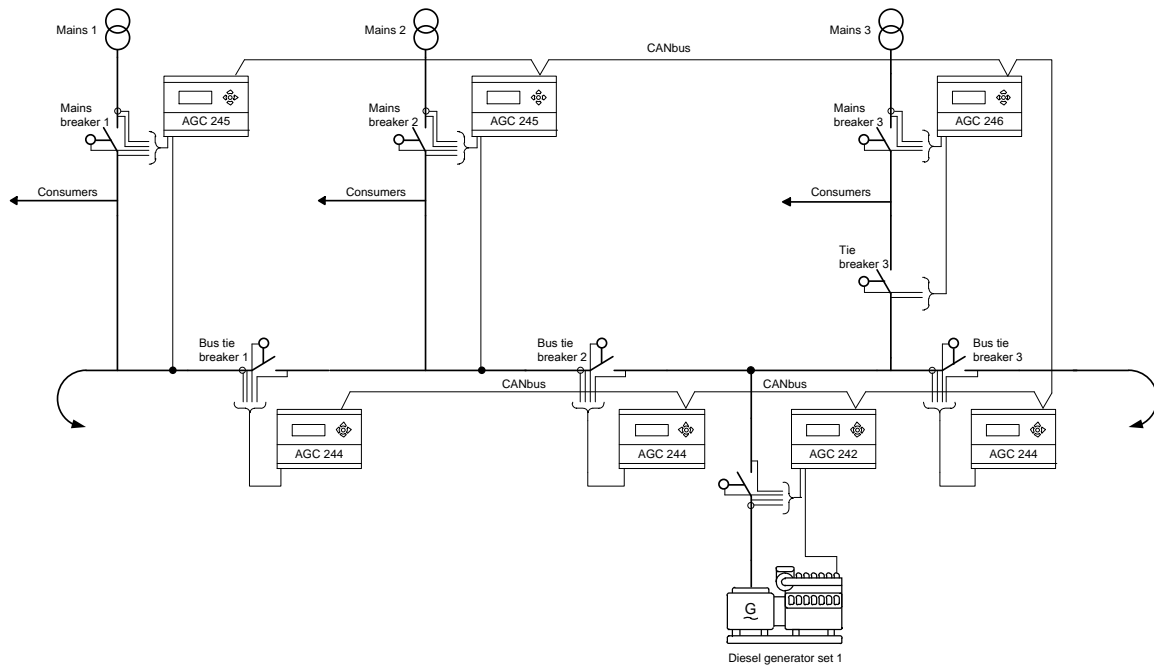 Mains 1
Mains 2
Mains 3
CANbus
Mains
breaker 1
AGC 245
Mains
breaker 2
AGC 245
Mains
breaker 3
AGC 246
Consumers
Consumers
Consumers
Tie
breaker 3
Bus tie
breaker 1
Bus tie
breaker 2
Bus tie
breaker 3
CANbus
CANbus
AGC 244
AGC 244
AGC 242
AGC 244
G
~
Diesel generator set 1